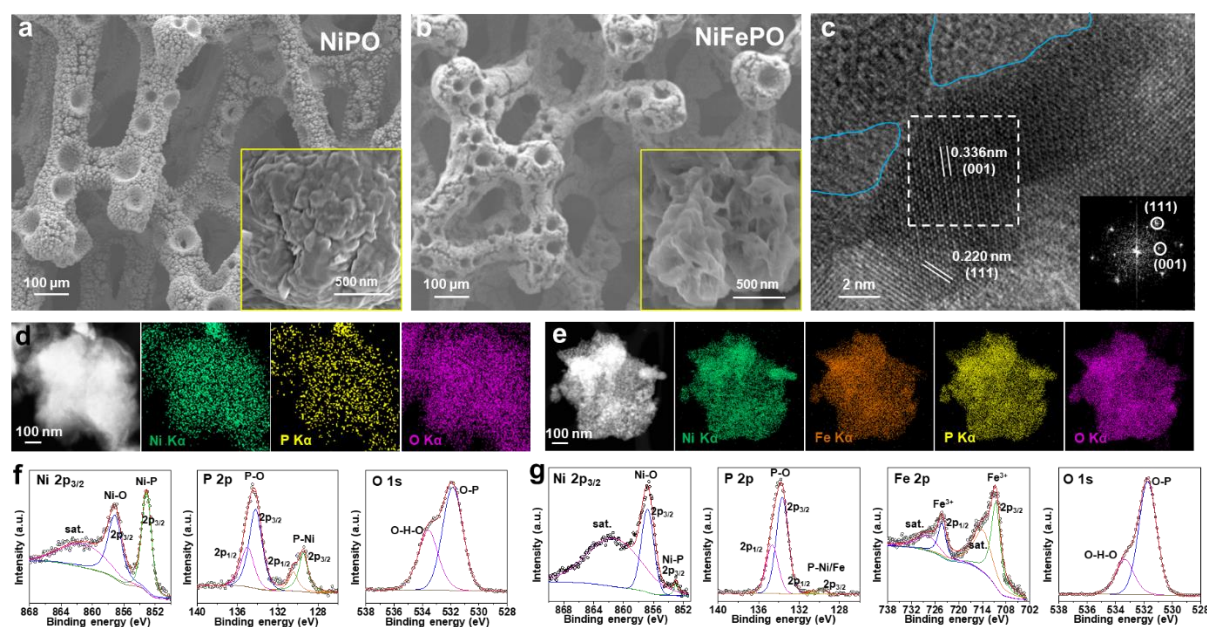 a
NiPO
100 μm
500 nm
b
NiFePO
100 μm
500 nm
c
0.336nm
(001)
0.220 nm
(111)
2 nm
(111)
(001)
d
100 nm
Ni Kα
P Kα
O Kα
e
100 nm
Ni Kα
Fe Kα
P Kα
O Kα
f
Ni 2p3/2
Ni-P
Ni-O
sat.
2p3/2
2p3/2
Intensity (a.u.)
868 864 860 856 852
Binding energy (eV)
P 2p
P-O
2p3/2
2p1/2
P-Ni
2p1/2
2p3/2
Intensity (a.u.)
140 136 132 128 126
Binding energy (eV)
O 1s
O-P
O-H-O
Intensity (a.u.)
538 536 534 532 530 528
Binding energy (eV)
g
Ni 2p3/2
Ni-O
2p3/2
sat.
Ni-P
2p3/2
Intensity (a.u.)
868 864 860 856 852
Binding energy (eV)
P 2p
P-O
2p3/2
2p1/2
P-Ni/Fe
2p1/2
2p3/2
Intensity (a.u.)
140 136 132 128 126
Binding energy (eV)
Fe 2p
Fe3+
Fe3+
sat.
2p1/2
2p3/2
sat.
Intensity (a.u.)
738 732 726 720 714 708 702
Binding energy (eV)
O 1s
O-P
O-H-O
Intensity (a.u.)
538 536 534 532 530 528
Binding energy (eV)